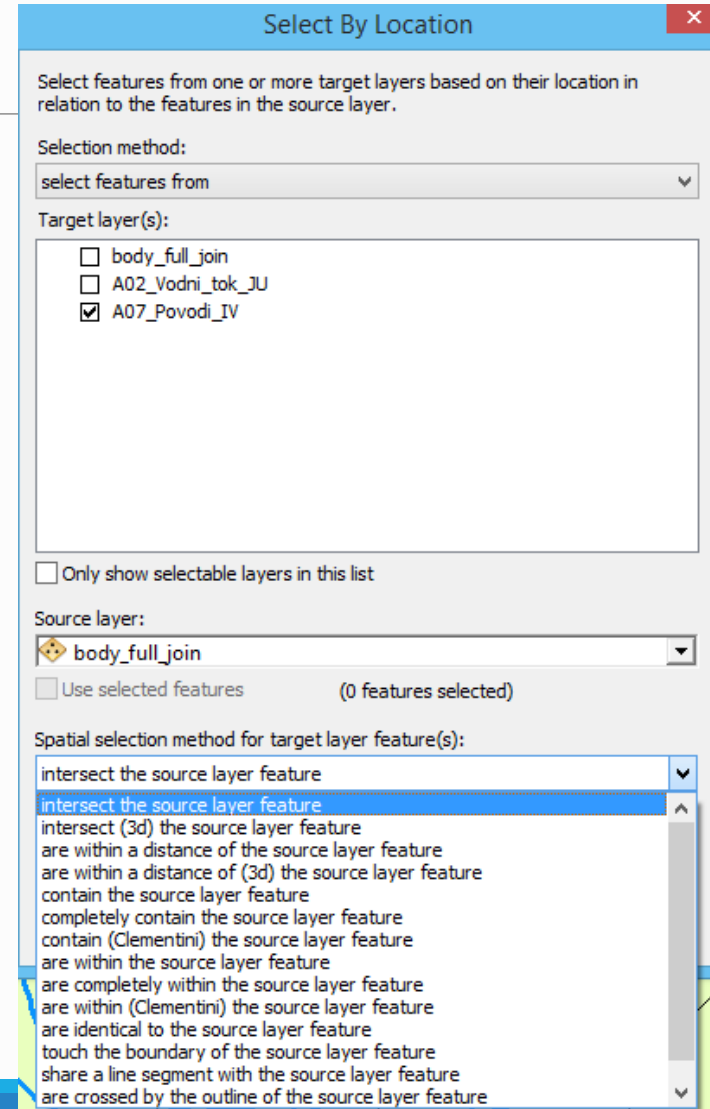 Select By Location
Select features from one or more target layers based on their location in
relation to the features in the source layer.
Selection method:
select features from
Target layer(s):
body_full_join
A02_Vodni_tok_JU
A07_Povodi_IV
Only show selectable layers in this list
Source layer:
body_full_join
Use selected features (0 features selected)
Spatial selection method for target layer feature(s):
intersect the source layer feature
intersect the source layer feature
intersect (3d) the source layer feature
are within a distance of the source layer feature
are within a distance of (3d) the source layer feature
contain the source layer feature
completely contain the source layer feature
contain (Clementini) the source layer feature
are within the source layer feature
are completely within the source layer feature
are within (Clementini) the source layer feature
are identical to the source layer feature
touch the boundary of the source layer feature
share a line segment with the source layer feature
are crossed by the outline of the source layer feature